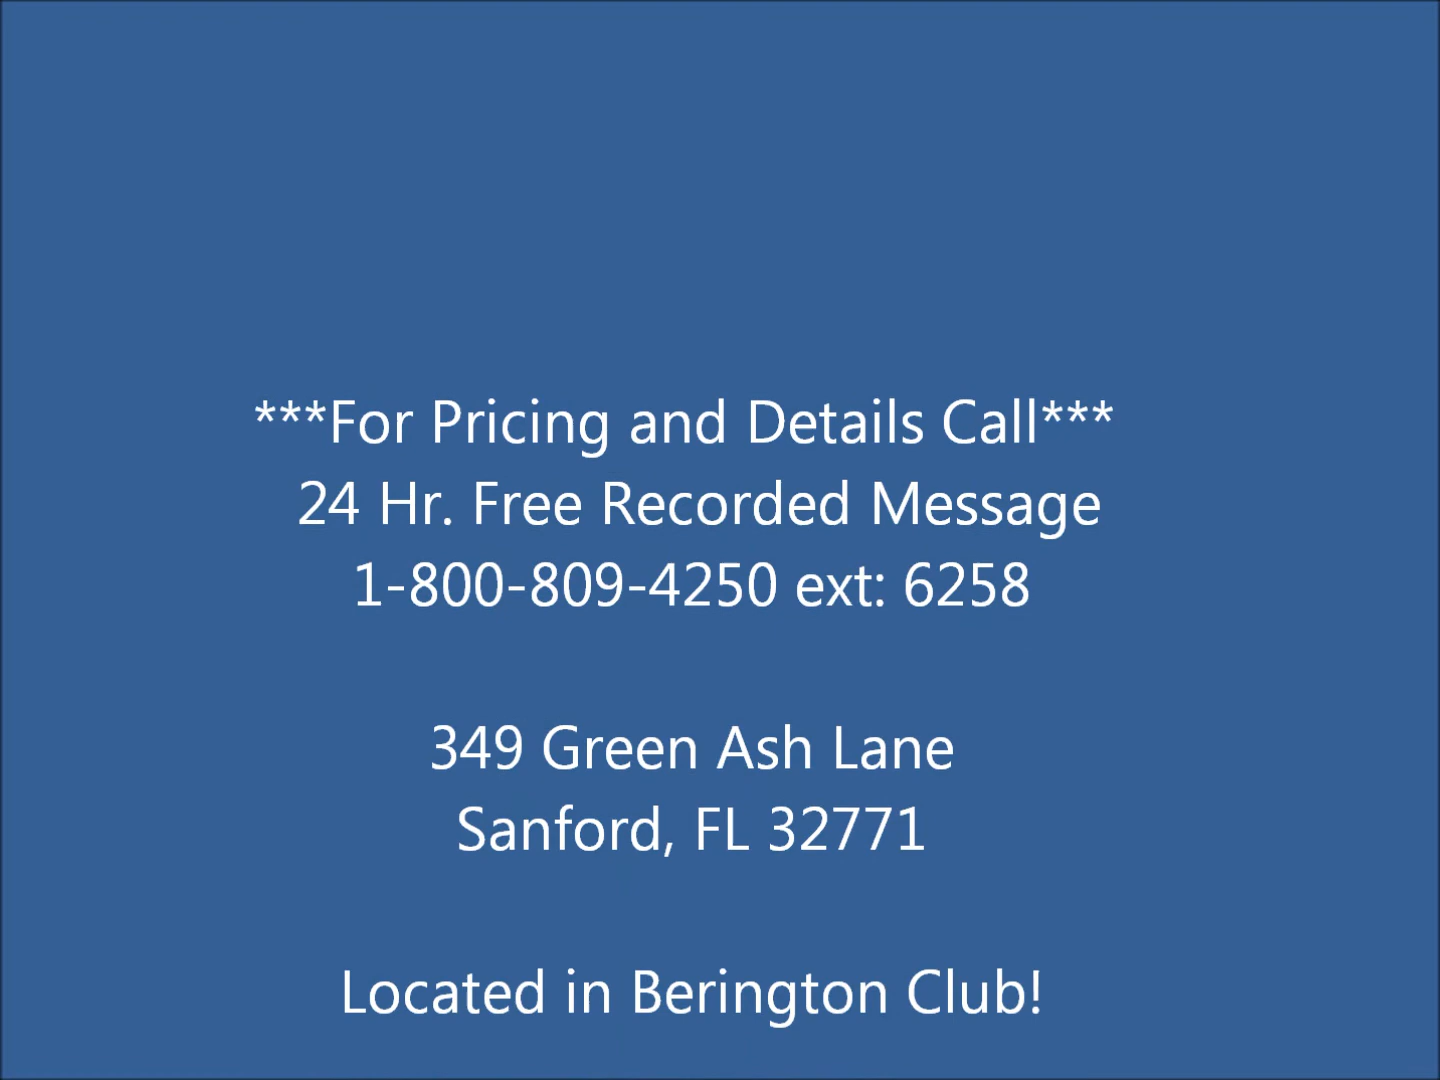 ***For Pricing and Details Call***
24 Hr. Free Recorded Message
1-800-809-4250 ext: 6258
349 Green Ash Lane
Sanford, FL 32771
Located in Berington Club!